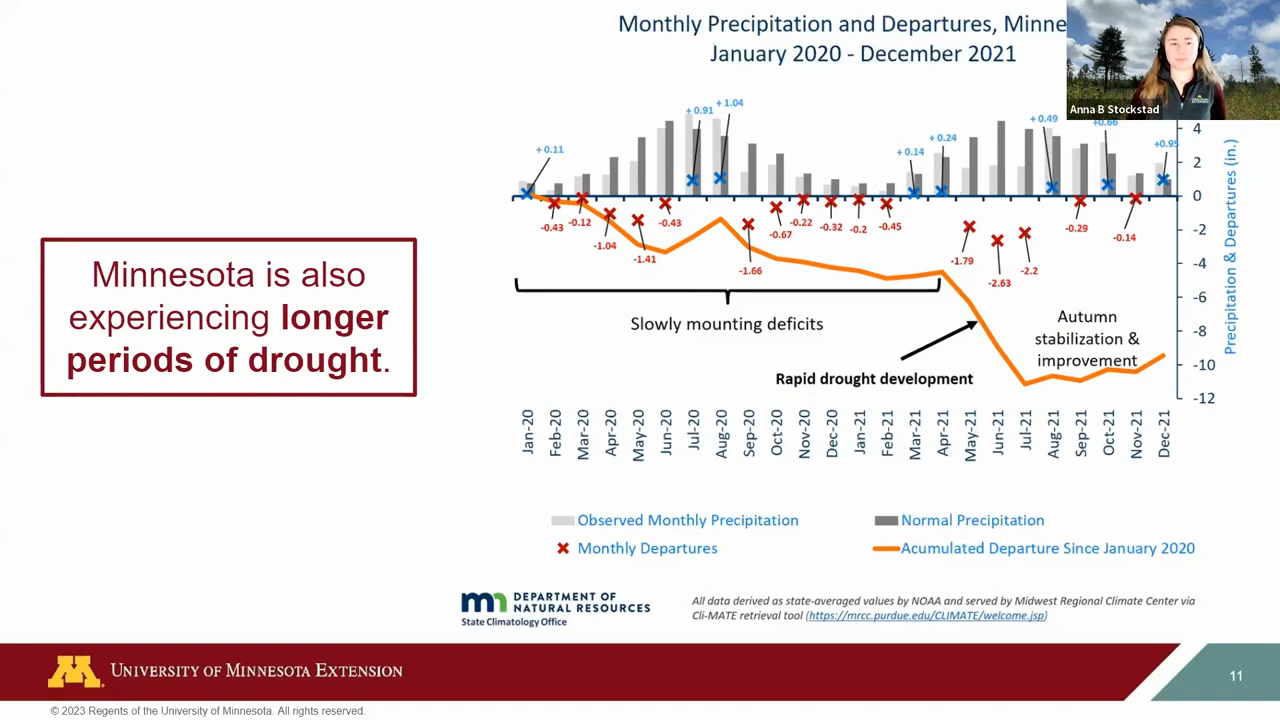 Monthly Precipitation and Departures, Minne
January 2020 - December 2021
Anna B Stockstad
Minnesota is also
experiencing longer
periods of drought.
+ 0.11
+ 0.91
+ 1.04
+ 0.14
+ 0.24
+ 0.49
+ 0.66
+0.95
-0.43
-0.12
-1.04
-1.41
-0.43
-1.66
-0.67
-0.22
-0.32
-0.2
-0.45
-1.79
-2.63
-2.2
-0.29
-0.14
4
2
0
-2
-4
-6
-8
-10
-12
Precipitation & Departures (in.)
Slowly mounting deficits
Rapid drought development
Autumn
stabilization &
improvement
Jan-20
Feb-20
Mar-20
Apr-20
May-20
Jun-20
Jul-20
Aug-20
Sep-20
Oct-20
Nov-20
Dec-20
Jan-21
Feb-21
Mar-21
Apr-21
May-21
Jun-21
Jul-21
Aug-21
Sep-21
Oct-21
Nov-21
Dec-21
Observed Monthly Precipitation
Normal Precipitation
Monthly Departures
Acumulated Departure Since January 2020
DEPARTMENT OF
NATURAL RESOURCES
State Climatology Office
All data derived as state-averaged values by NOAA and served by Midwest Regional Climate Center via
Cli-MATE retrieval tool (https://mrcc.purdue.edu/CLIMATE/welcome.jsp)
UNIVERSITY OF MINNESOTA EXTENSION
11
© 2023 Regents of the University of Minnesota. All rights reserved.